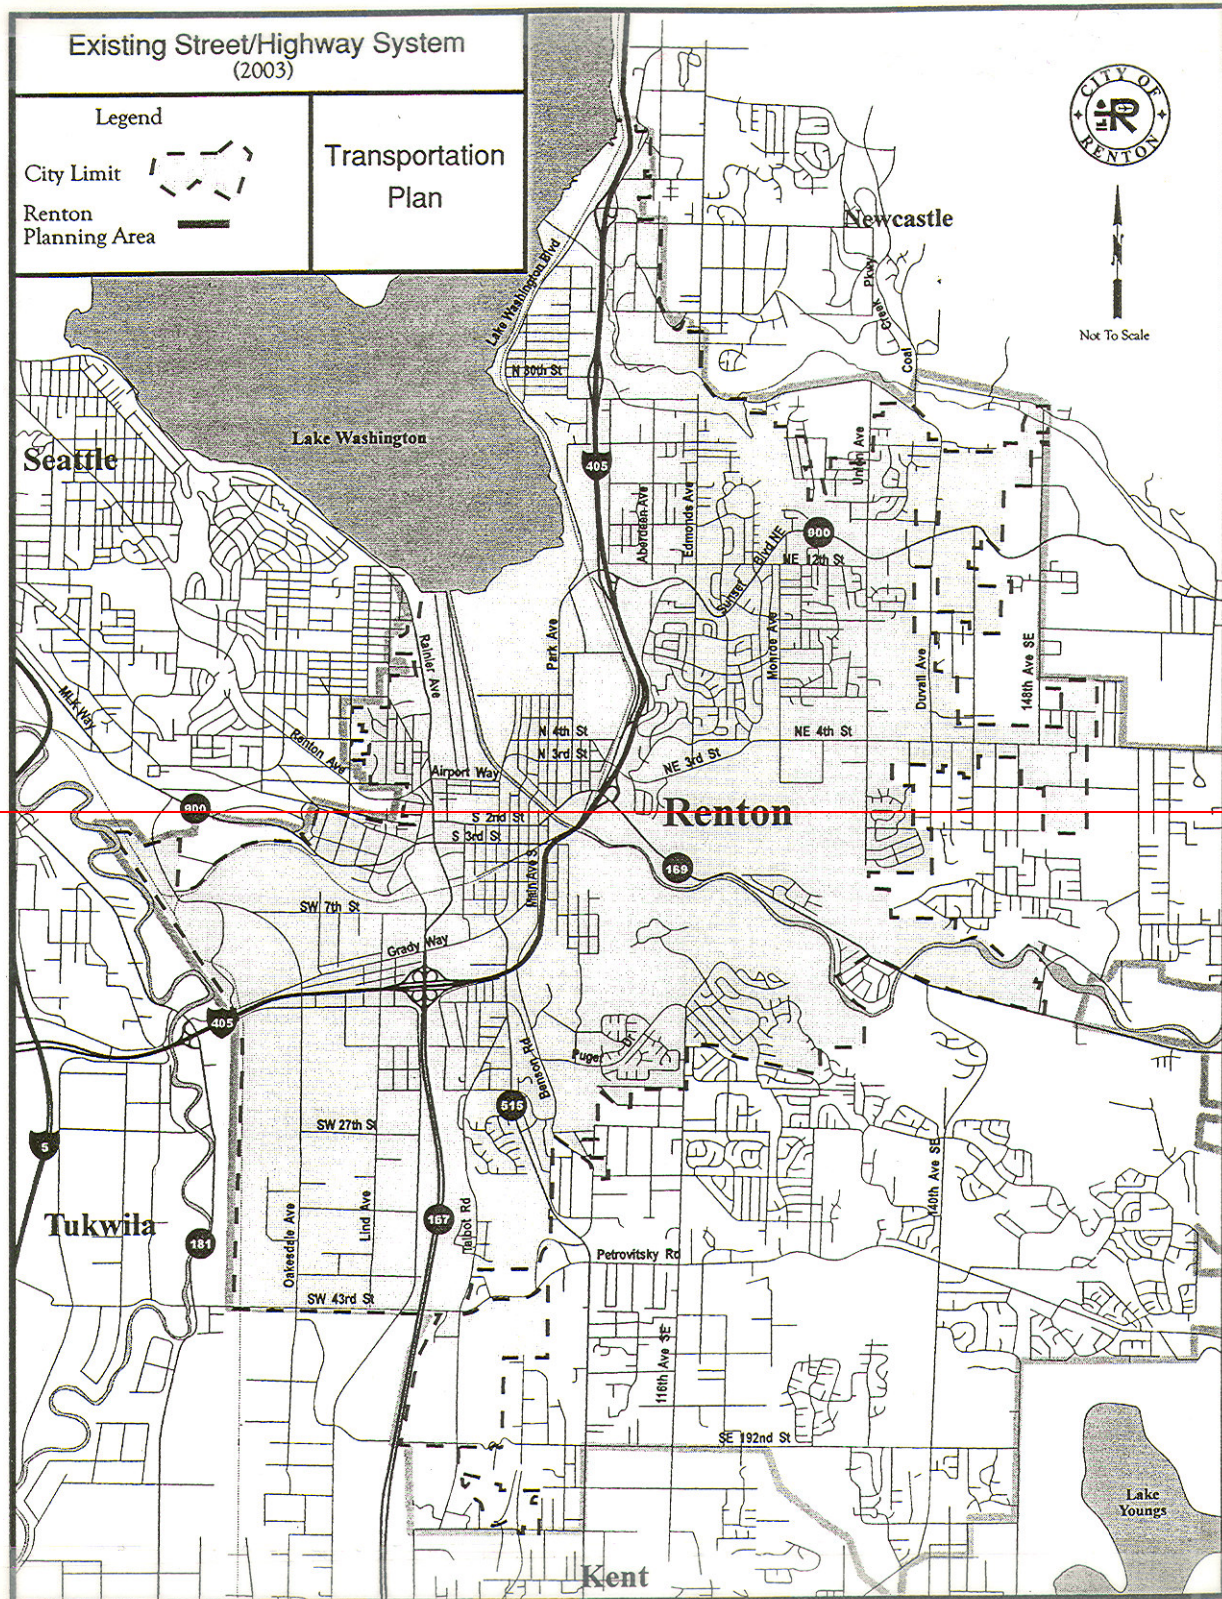 Existing Street/Highway System
(2003)
Legend
City Limit
Renton
Planning Area
Transportation
Plan
CITY OF
RENTON
N
Not To Scale
Newcastle
Lake Washington Blvd
Coal Creek Pkwy
N 30th St
Lake Washington
Seattle
405
Aberdeen Ave
Edmonds Ave
Union Ave
900
Sunset Blvd NE
NE 12th St
Rainier Ave
Park Ave
Monroe Ave
Duvall Ave
148th Ave SE
MLK Way
Renton Ave
N 4th St
N 3rd St
NE 4th St
NE 3rd St
Airport Way
900
S 2nd St
S 3rd St
Renton
Main Ave S
169
SW 7th St
Grady Way
405
Puget Dr
Benson Rd
515
SW 27th St
5
140th Ave SE
Tukwila
181
Oakesdale Ave
Lind Ave
167
Talbot Rd
Petrovitsky Rd
SW 43rd St
116th Ave SE
SE 192nd St
Lake
Youngs
Kent